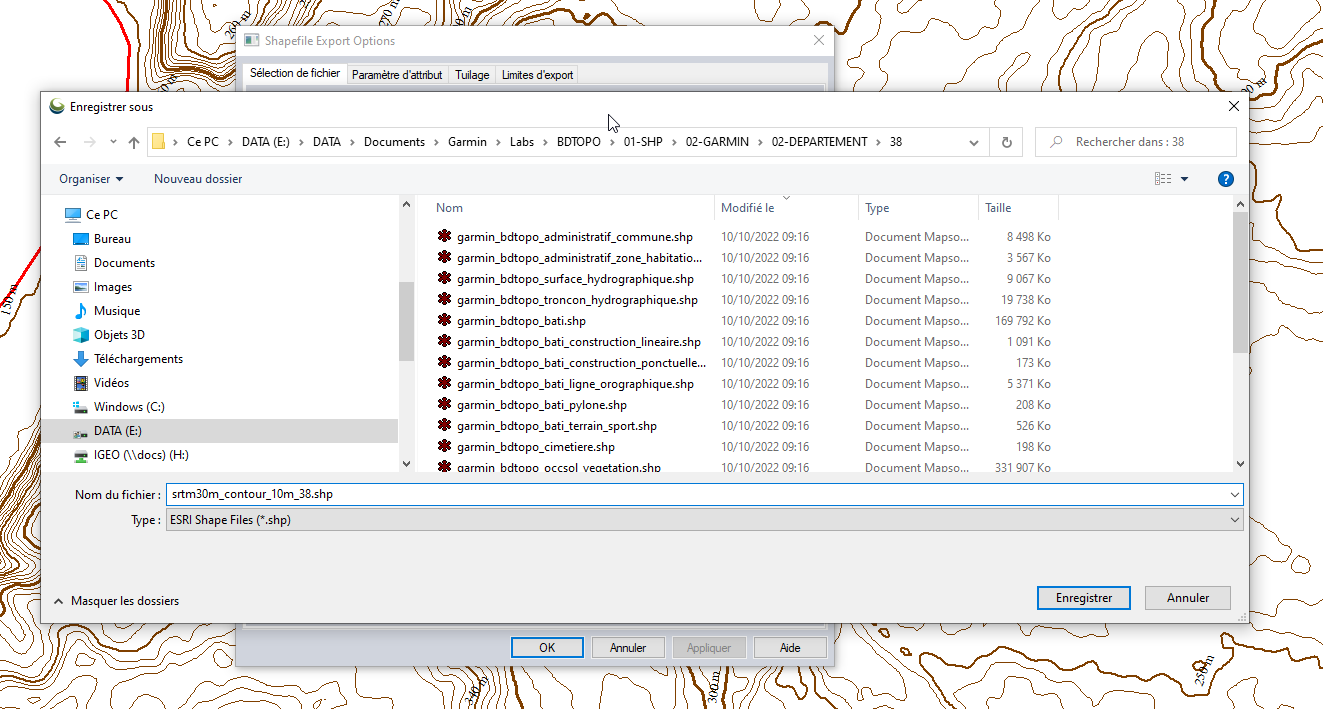 260 m
270 m
Shapefile Export Options
Sélection de fichier Paramètre d'attribut Tuilage Limites d'export
Enregistrer sous
Ce PC > DATA (E:) > DATA > Documents > Garmin > Labs > BDTOPO > 01-SHP > 02-GARMIN > 02-DEPARTEMENT > 38
Rechercher dans : 38
Organiser Nouveau dossier
Nom Modifié le Type Taille
Ce PC
Bureau
Documents
Images
Musique
Objets 3D
Téléchargements
Vidéos
Windows (C:)
DATA (E:)
IGEO (\\docs) (H:)
garmin_bdtopo_administratif_commune.shp 10/10/2022 09:16 Document Mapso... 8 498 Ko
garmin_bdtopo_administratif_zone_habitatio... 10/10/2022 09:16 Document Mapso... 3 567 Ko
garmin_bdtopo_surface_hydrographique.shp 10/10/2022 09:16 Document Mapso... 9 067 Ko
garmin_bdtopo_troncon_hydrographique.shp 10/10/2022 09:16 Document Mapso... 19 738 Ko
garmin_bdtopo_bati.shp 10/10/2022 09:16 Document Mapso... 169 792 Ko
garmin_bdtopo_bati_construction_lineaire.shp 10/10/2022 09:16 Document Mapso... 1 091 Ko
garmin_bdtopo_bati_construction_ponctuelle... 10/10/2022 09:16 Document Mapso... 173 Ko
garmin_bdtopo_bati_ligne_orographique.shp 10/10/2022 09:16 Document Mapso... 5 371 Ko
garmin_bdtopo_bati_pylone.shp 10/10/2022 09:16 Document Mapso... 208 Ko
garmin_bdtopo_bati_terrain_sport.shp 10/10/2022 09:16 Document Mapso... 526 Ko
garmin_bdtopo_cimetiere.shp 10/10/2022 09:16 Document Mapso... 198 Ko
garmin_bdtopo_occsol_vegetation.shp 10/10/2022 09:16 Document Mapso... 331 907 Ko
150 m
Nom du fichier : srtm30m_contour_10m_38.shp
Type : ESRI Shape Files (*.shp)
Masquer les dossiers
Enregistrer Annuler
OK Annuler Appliquer Aide
340 m
300 m
250 m